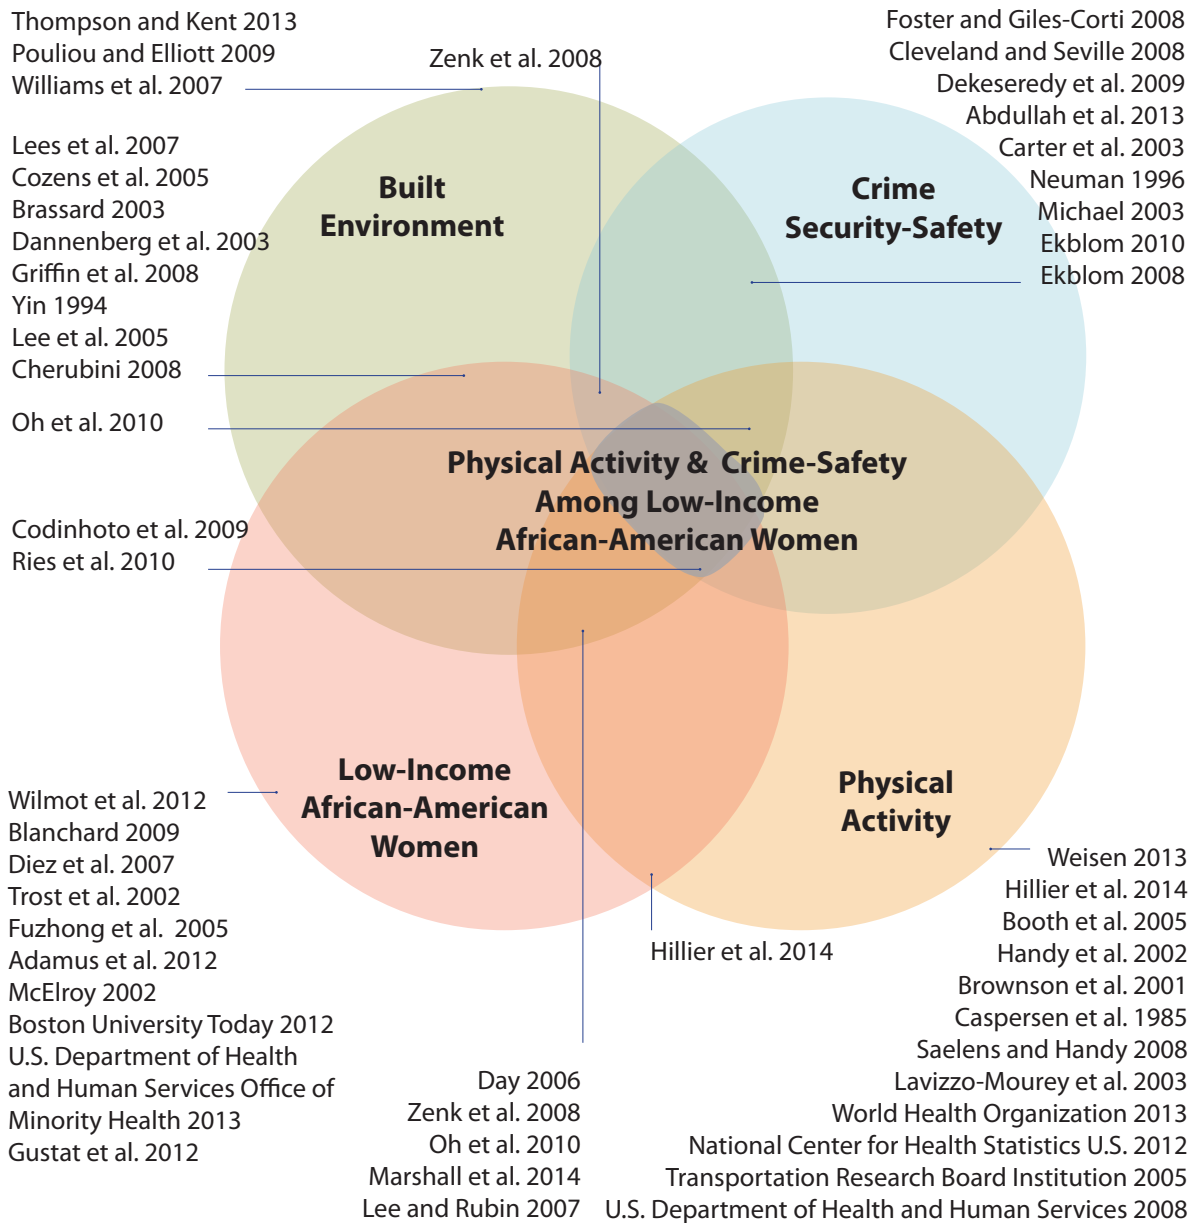 Thompson and Kent 2013
Pouliou and Elliott 2009
Williams et al. 2007
Zenk et al. 2008
Foster and Giles-Corti 2008
Cleveland and Seville 2008
Dekeseredy et al. 2009
Abdullah et al. 2013
Carter et al. 2003
Neuman 1996
Michael 2003
Ekblom 2010
Ekblom 2008
Lees et al. 2007
Cozens et al. 2005
Brassard 2003
Dannenberg et al. 2003
Griffin et al. 2008
Yin 1994
Lee et al. 2005
Cherubini 2008
Oh et al. 2010
Codinhoto et al. 2009
Ries et al. 2010
Built
Environment
Crime
Security-Safety
Physical Activity & Crime-Safety
Among Low-Income
African-American Women
Low-Income
African-American
Women
Physical
Activity
Wilmot et al. 2012
Blanchard 2009
Diez et al. 2007
Trost et al. 2002
Fuzhong et al. 2005
Adamus et al. 2012
McElroy 2002
Boston University Today 2012
U.S. Department of Health
and Human Services Office of
Minority Health 2013
Gustat et al. 2012
Hillier et al. 2014
Day 2006
Zenk et al. 2008
Oh et al. 2010
Marshall et al. 2014
Lee and Rubin 2007
Weisen 2013
Hillier et al. 2014
Booth et al. 2005
Handy et al. 2002
Brownson et al. 2001
Caspersen et al. 1985
Saelens and Handy 2008
Lavizzo-Mourey et al. 2003
World Health Organization 2013
National Center for Health Statistics U.S. 2012
Transportation Research Board Institution 2005
U.S. Department of Health and Human Services 2008